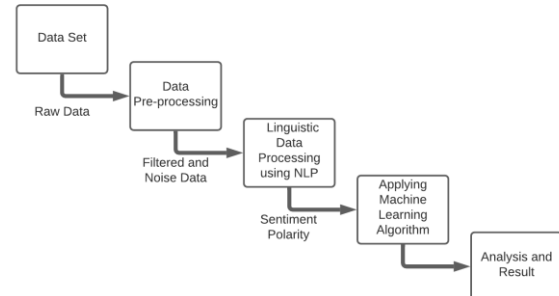 Data Set
Raw Data
Data
Pre-processing
Filtered and
Noise Data
Linguistic
Data
Processing
using NLP
Sentiment
Polarity
Applying
Machine
Learning
Algorithm
Analysis and
Result